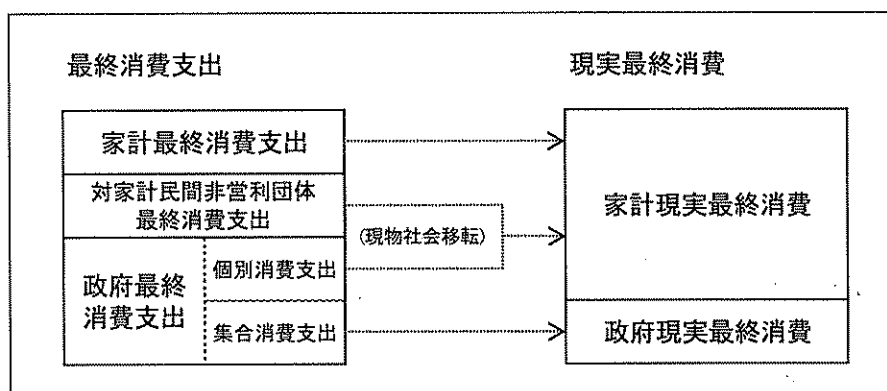 最終消費支出
現実最終消費
家計最終消費支出
対家計民間非営利団体
最終消費支出
政府最終
消費支出
個別消費支出
集合消費支出
(現物社会移転)
家計現実最終消費
政府現実最終消費